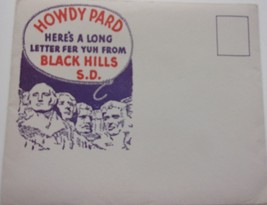 HOWDY PARD
HERE'S A LONG
LETTER FER YUH FROM
BLACK HILLS
S.D.